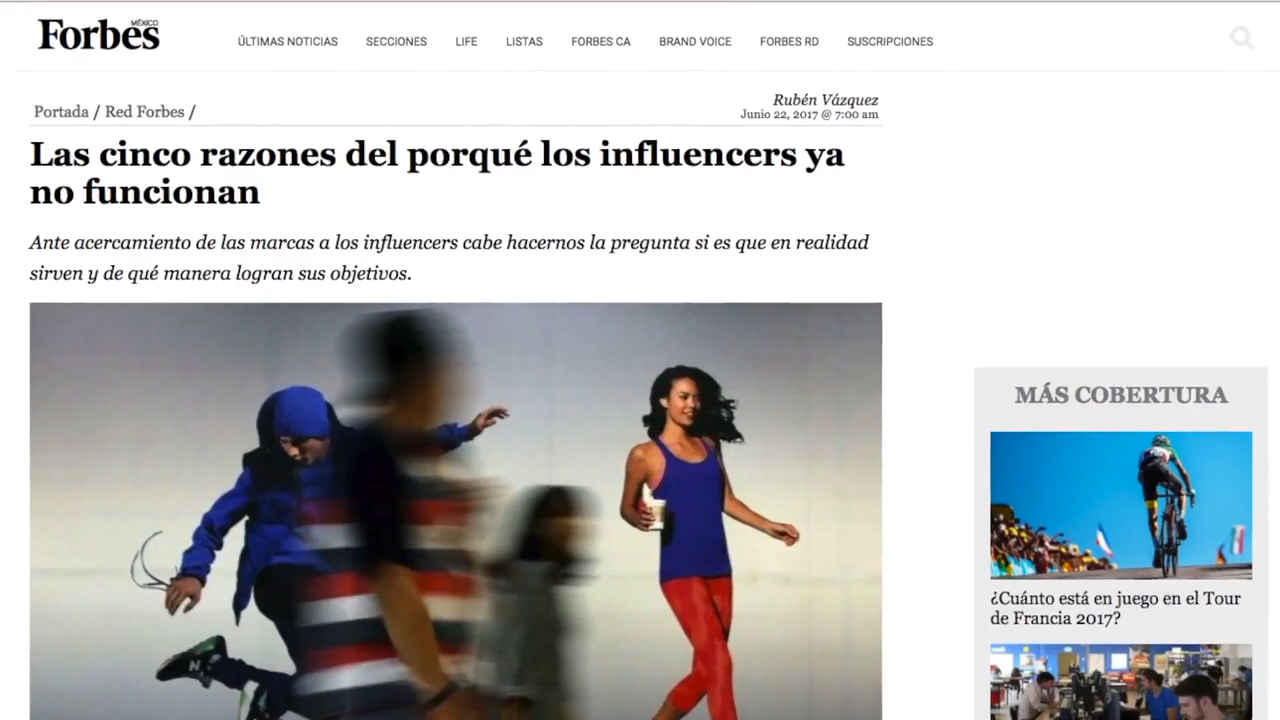 Forbes
MÉXICO
ÚLTIMAS NOTICIAS SECCIONES LIFE LISTAS FORBES CA BRAND VOICE FORBES RD SUSCRIPCIONES
Portada / Red Forbes /
Rubén Vázquez
Junio 22, 2017 @ 7:00 am
Las cinco razones del porqué los influencers ya
no funcionan
Ante acercamiento de las marcas a los influencers cabe hacernos la pregunta si es que en realidad
sirven y de qué manera logran sus objetivos.
N
MÁS COBERTURA
¿Cuánto está en juego en el Tour
de Francia 2017?